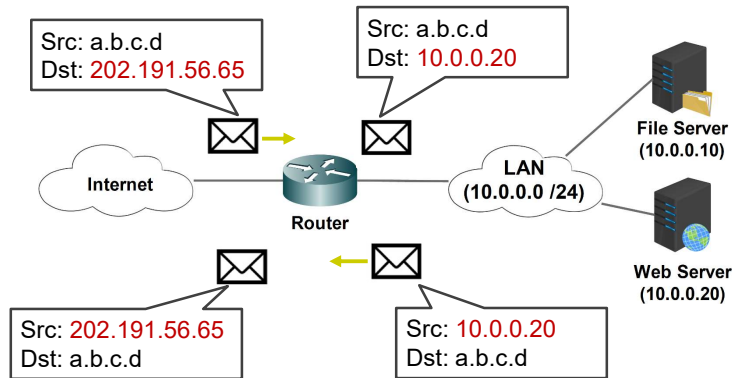 Src: a.b.c.d
Dst: 202.191.56.65
Src: a.b.c.d
Dst: 10.0.0.20
File Server
(10.0.0.10)
Internet
Router
LAN
(10.0.0.0 /24)
Web Server
(10.0.0.20)
Src: 202.191.56.65
Dst: a.b.c.d
Src: 10.0.0.20
Dst: a.b.c.d